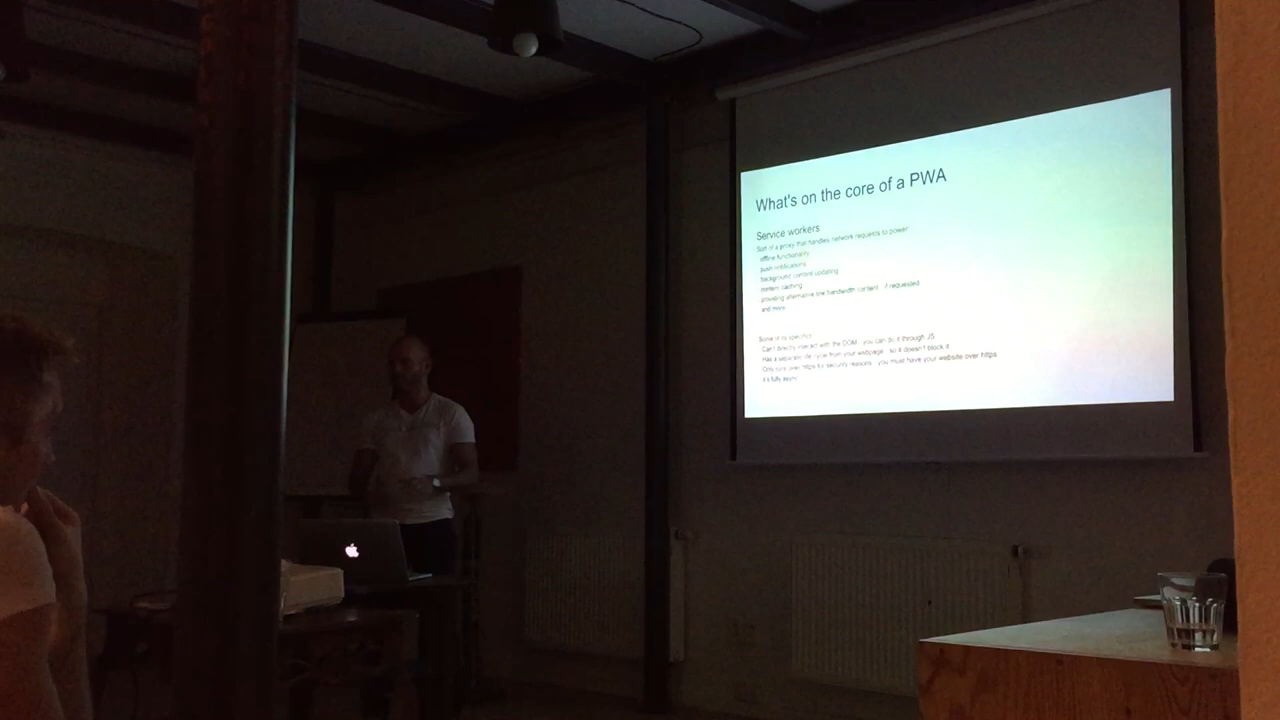 What's on the core of a PWA
Service workers
Sort of a proxy that handles network requests to power
offline functionality
push notifications
background content updating
content caching
providing alternative low bandwidth content if requested
and more
Some of its specifics
Can't directly interact with the DOM you can do it through JS
Has a separate life cycle from your webpage so it doesn't block it
Only runs over https for security reasons you must have your website over https
It's fully async